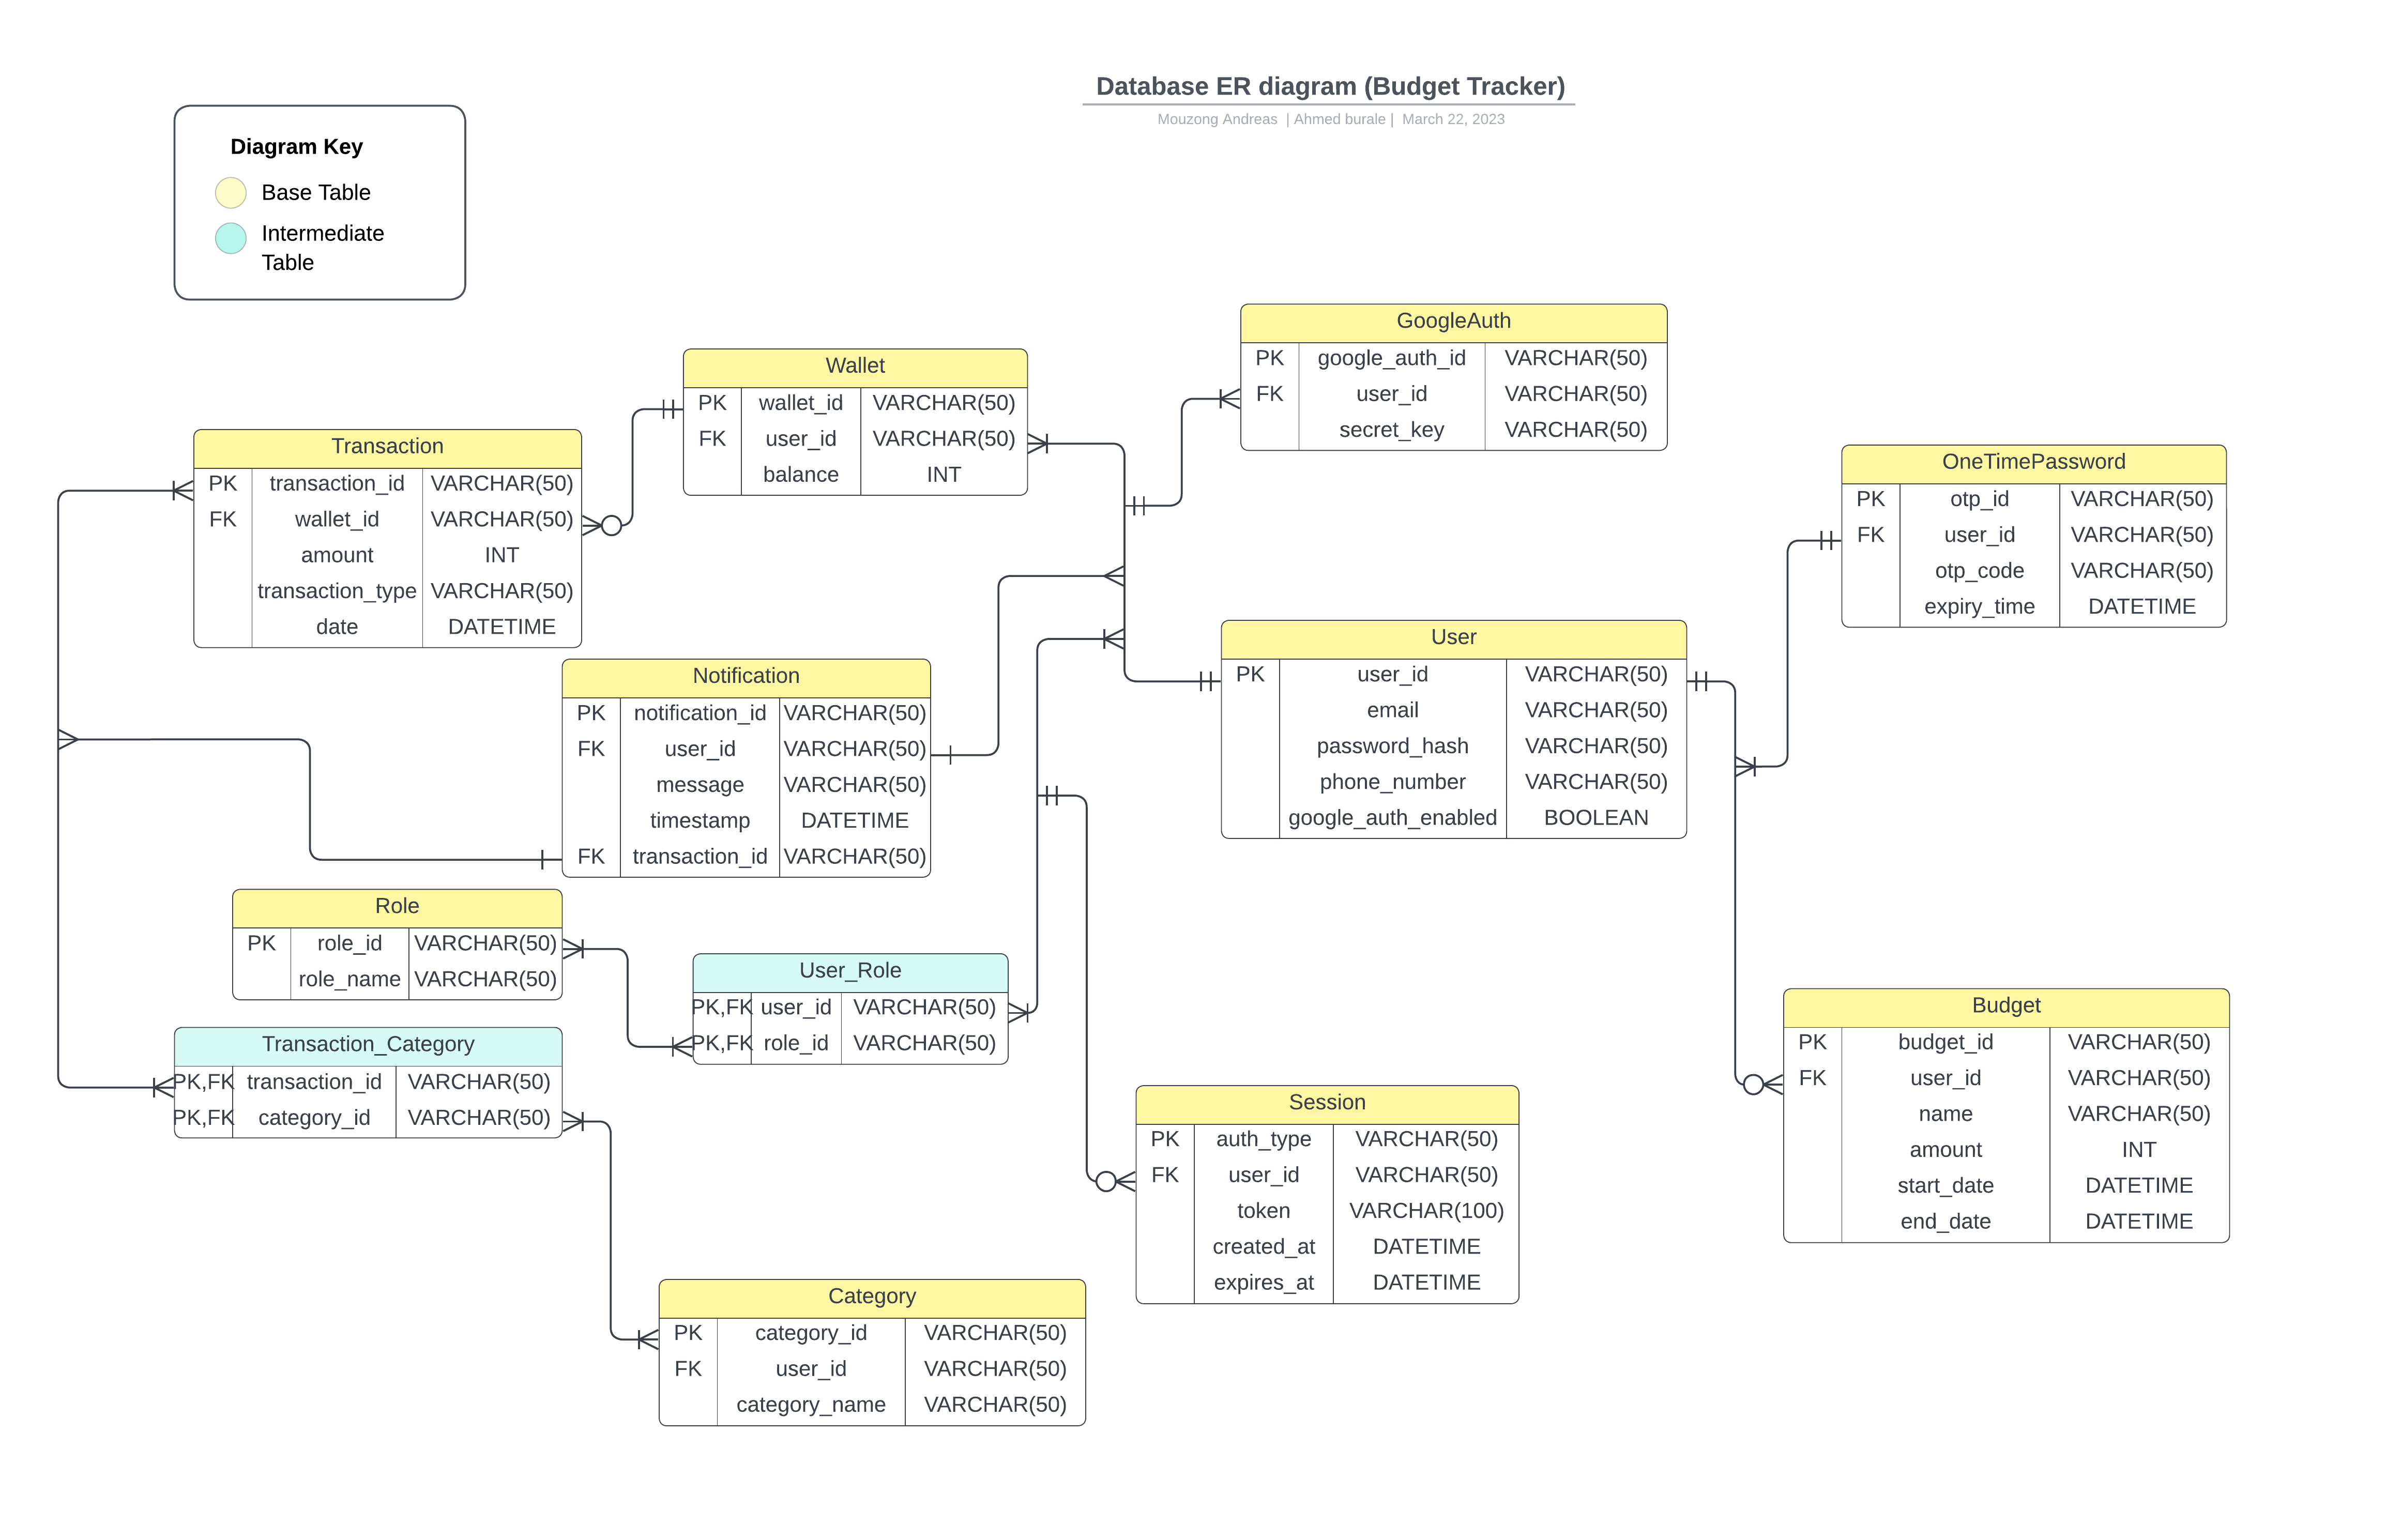 Database ER diagram (Budget Tracker)
Mouzong Andreas | Ahmed burale | March 22, 2023
Diagram Key
Base Table
Intermediate
Table
GoogleAuth
PK google_auth_id VARCHAR(50)
FK user_id VARCHAR(50)
secret_key VARCHAR(50)
Wallet
PK wallet_id VARCHAR(50)
FK user_id VARCHAR(50)
balance INT
Transaction
PK transaction_id VARCHAR(50)
FK wallet_id VARCHAR(50)
amount INT
transaction_type VARCHAR(50)
date DATETIME
OneTimePassword
PK otp_id VARCHAR(50)
FK user_id VARCHAR(50)
otp_code VARCHAR(50)
expiry_time DATETIME
User
PK user_id VARCHAR(50)
email VARCHAR(50)
password_hash VARCHAR(50)
phone_number VARCHAR(50)
google_auth_enabled BOOLEAN
Notification
PK notification_id VARCHAR(50)
FK user_id VARCHAR(50)
message VARCHAR(50)
timestamp DATETIME
FK transaction_id VARCHAR(50)
Role
PK role_id VARCHAR(50)
role_name VARCHAR(50)
User_Role
PK,FK user_id VARCHAR(50)
PK,FK role_id VARCHAR(50)
Transaction_Category
PK,FK transaction_id VARCHAR(50)
PK,FK category_id VARCHAR(50)
Budget
PK budget_id VARCHAR(50)
FK user_id VARCHAR(50)
name VARCHAR(50)
amount INT
start_date DATETIME
end_date DATETIME
Session
PK auth_type VARCHAR(50)
FK user_id VARCHAR(50)
token VARCHAR(100)
created_at DATETIME
expires_at DATETIME
Category
PK category_id VARCHAR(50)
FK user_id VARCHAR(50)
category_name VARCHAR(50)